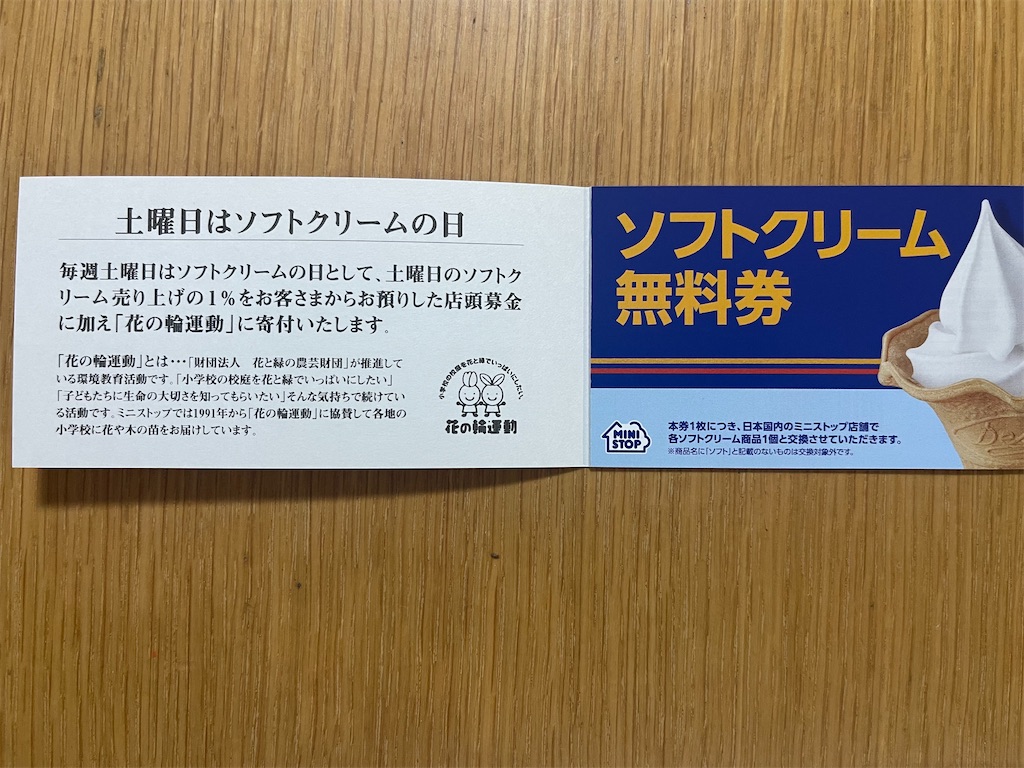 土曜日はソフトクリームの日
毎週土曜日はソフトクリームの日として、土曜日のソフトク
リーム売り上げの1%をお客さまからお預りした店頭募金
に加え「花の輪運動」に寄付いたします。
「花の輪運動」とは・・・「財団法人 花と緑の農芸財団」が推進して
いる環境教育活動です。「小学校の校庭を花と緑でいっぱいにしたい」
「子どもたちに生命の大切さを知ってもらいたい」そんな気持ちで続けてい
る活動です。ミニストップでは1991年から「花の輪運動」に協賛して各地の
小学校に花や木の苗をお届けしています。
小学校の校庭を花と緑でいっぱいにしたい
花の輪運動
ソフトクリーム
無料券
MINI
STOP
本券1枚につき、日本国内のミニストップ店舗で
各ソフトクリーム商品1個と交換させていただきます。
※商品名に「ソフト」と記載のないものは交換対象外です。